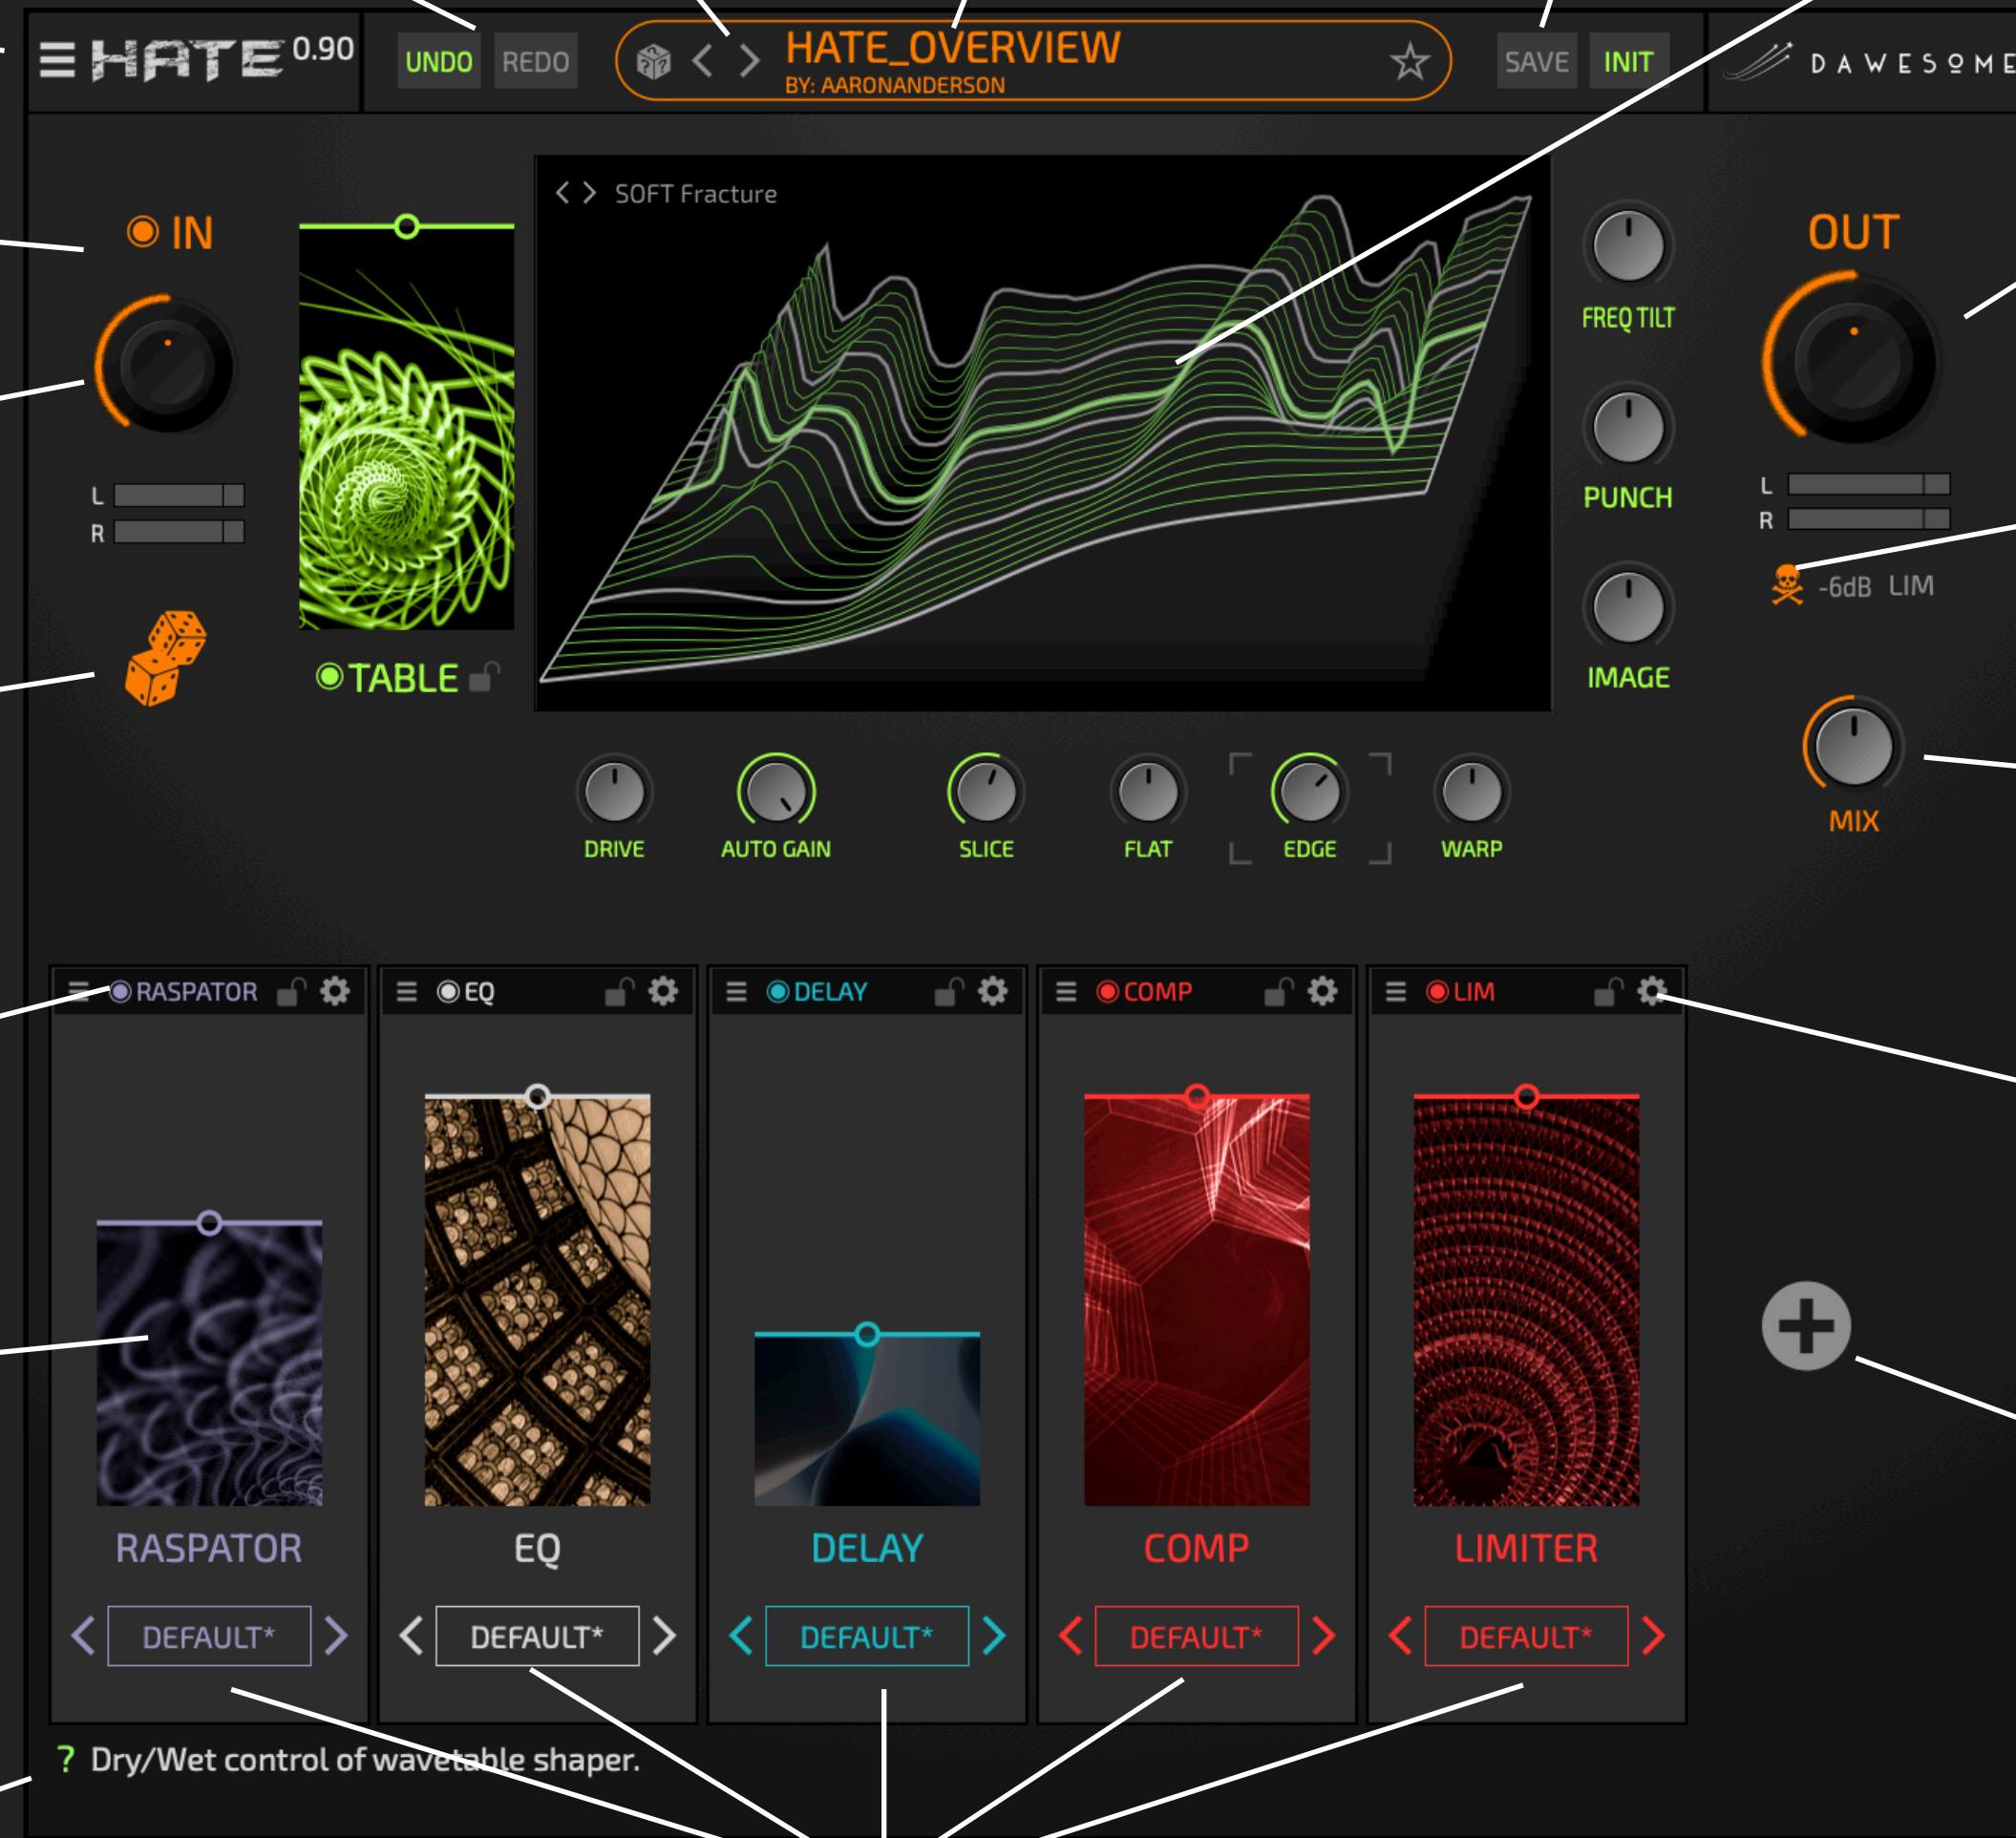 HATE 0.90
UNDO REDO
HATE_OVERVIEW
BY: AARONANDERSON
SAVE INIT
DAWESOME
SOFT Fracture
IN
L
R
TABLE
FREQ TILT
PUNCH
IMAGE
OUT
L
R
-6dB LIM
MIX
DRIVE AUTO GAIN SLICE FLAT EDGE WARP
RASPATOR EQ DELAY COMP LIM
RASPATOR EQ DELAY COMP LIMITER
DEFAULT* DEFAULT* DEFAULT* DEFAULT* DEFAULT*
? Dry/Wet control of wavetable shaper.